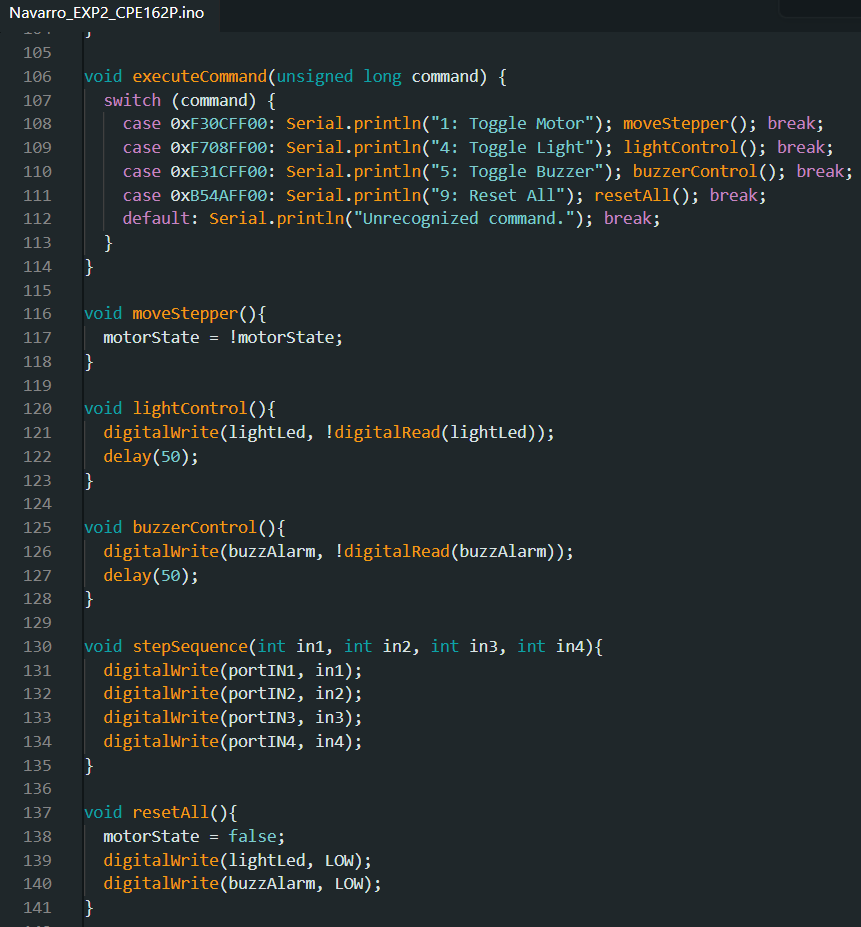 Navarro_EXP2_CPE162P.ino
104 }
105
106 void executeCommand(unsigned long command) {
107 switch (command) {
108 case 0xF30CFF00: Serial.println("1: Toggle Motor"); moveStepper(); break;
109 case 0xF708FF00: Serial.println("4: Toggle Light"); lightControl(); break;
110 case 0xE31CFF00: Serial.println("5: Toggle Buzzer"); buzzerControl(); break;
111 case 0xB54AFF00: Serial.println("9: Reset All"); resetAll(); break;
112 default: Serial.println("Unrecognized command."); break;
113 }
114 }
115
116 void moveStepper(){
117 motorState = !motorState;
118 }
119
120 void lightControl(){
121 digitalWrite(lightLed, !digitalRead(lightLed));
122 delay(50);
123 }
124
125 void buzzerControl(){
126 digitalWrite(buzzAlarm, !digitalRead(buzzAlarm));
127 delay(50);
128 }
129
130 void stepSequence(int in1, int in2, int in3, int in4){
131 digitalWrite(portIN1, in1);
132 digitalWrite(portIN2, in2);
133 digitalWrite(portIN3, in3);
134 digitalWrite(portIN4, in4);
135 }
136
137 void resetAll(){
138 motorState = false;
139 digitalWrite(lightLed, LOW);
140 digitalWrite(buzzAlarm, LOW);
141 }